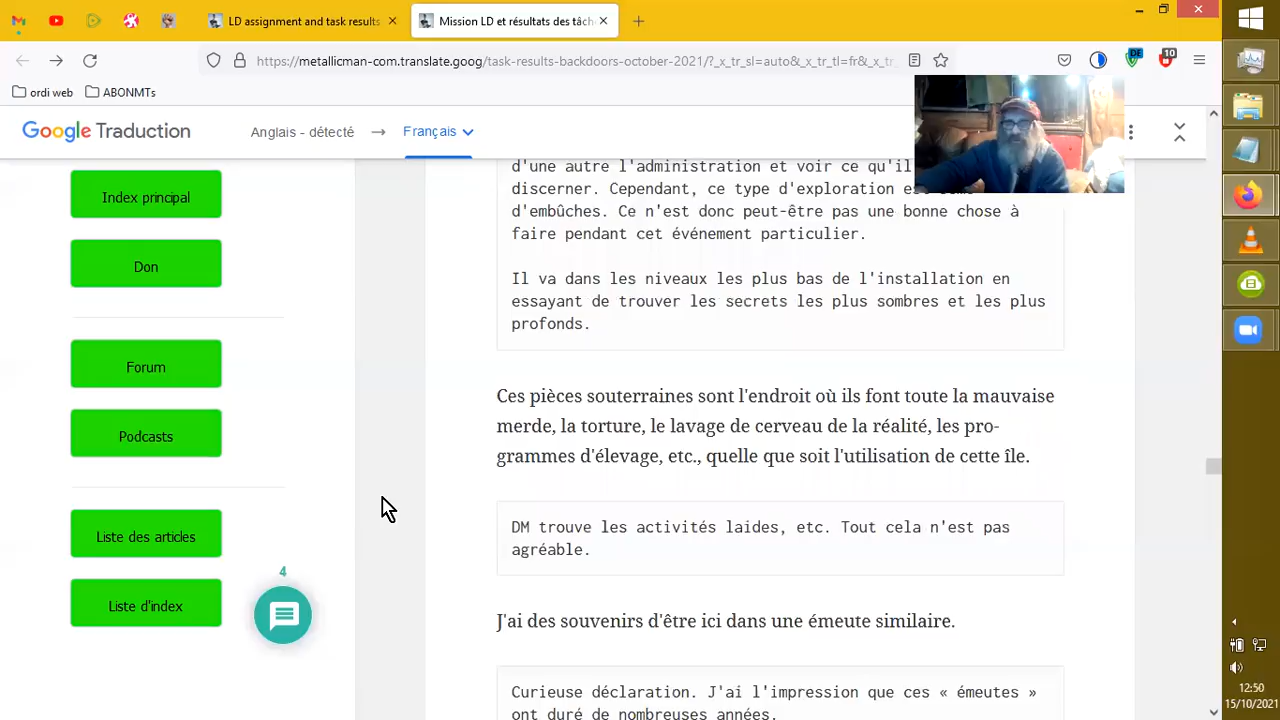 LD assignment and task results
Mission LD et résultats des tâch
https://metallicman-com.translate.goog/task-results-backdoors-october-2021/?_x_tr_sl=auto&_x_tr_tl=fr&_x_
DE
10
ordi web
ABONMTs
Google Traduction
Anglais - détecté
Français
Index principal
Don
Forum
Podcasts
Liste des articles
Liste d'index
4
d'une autre l'administration et voir ce qu'il
discerner. Cependant, ce type d'exploration
d'embûches. Ce n'est donc peut-être pas une bonne chose à
faire pendant cet événement particulier.
Il va dans les niveaux les plus bas de l'installation en
essayant de trouver les secrets les plus sombres et les plus
profonds.
Ces pièces souterraines sont l'endroit où ils font toute la mauvaise
merde, la torture, le lavage de cerveau de la réalité, les pro-
grammes d'élevage, etc., quelle que soit l'utilisation de cette île.
DM trouve les activités laides, etc. Tout cela n'est pas
agréable.
J'ai des souvenirs d'être ici dans une émeute similaire.
Curieuse déclaration. J'ai l'impression que ces « émeutes »
ont duré de nombreuses années.
12:50
15/10/2021